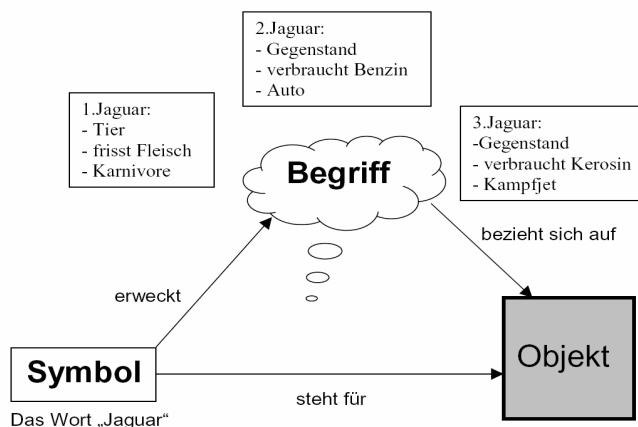 2.Jaguar:
- Gegenstand
- verbraucht Benzin
- Auto
1.Jaguar:
- Tier
- frisst Fleisch
- Karnivore
3.Jaguar:
-Gegenstand
- verbraucht Kerosin
- Kampfjet
Begriff
bezieht sich auf
erweckt
Symbol
Objekt
steht für
Das Wort „Jaguar“